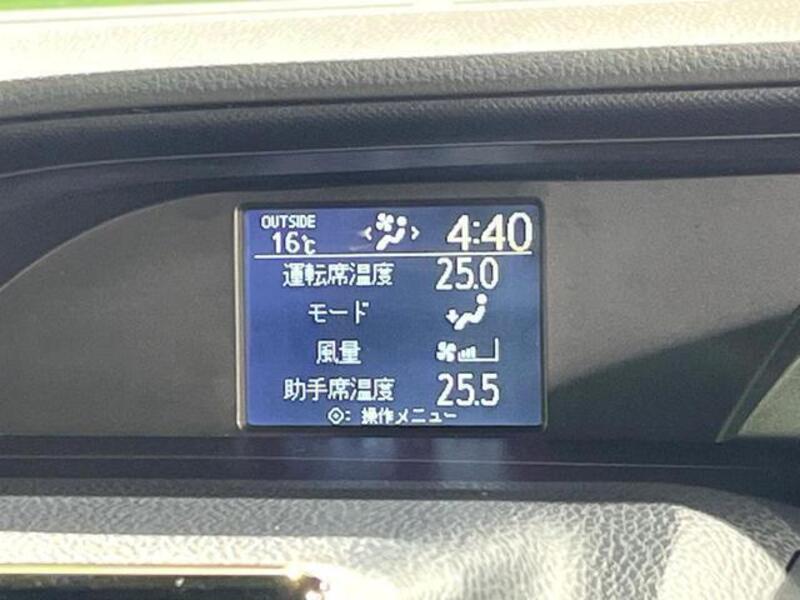 OUTSIDE
16℃ 4:40
運転席温度 25.0
モード
風量
助手席温度 25.5
: 操作メニュー